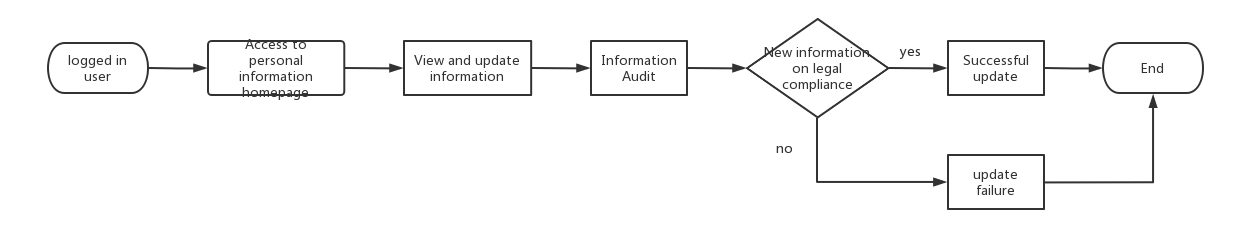 logged in
user
Access to
personal
information
homepage
View and update
information
Information
Audit
New information
on legal
compliance
yes
Successful
update
End
no
update
failure